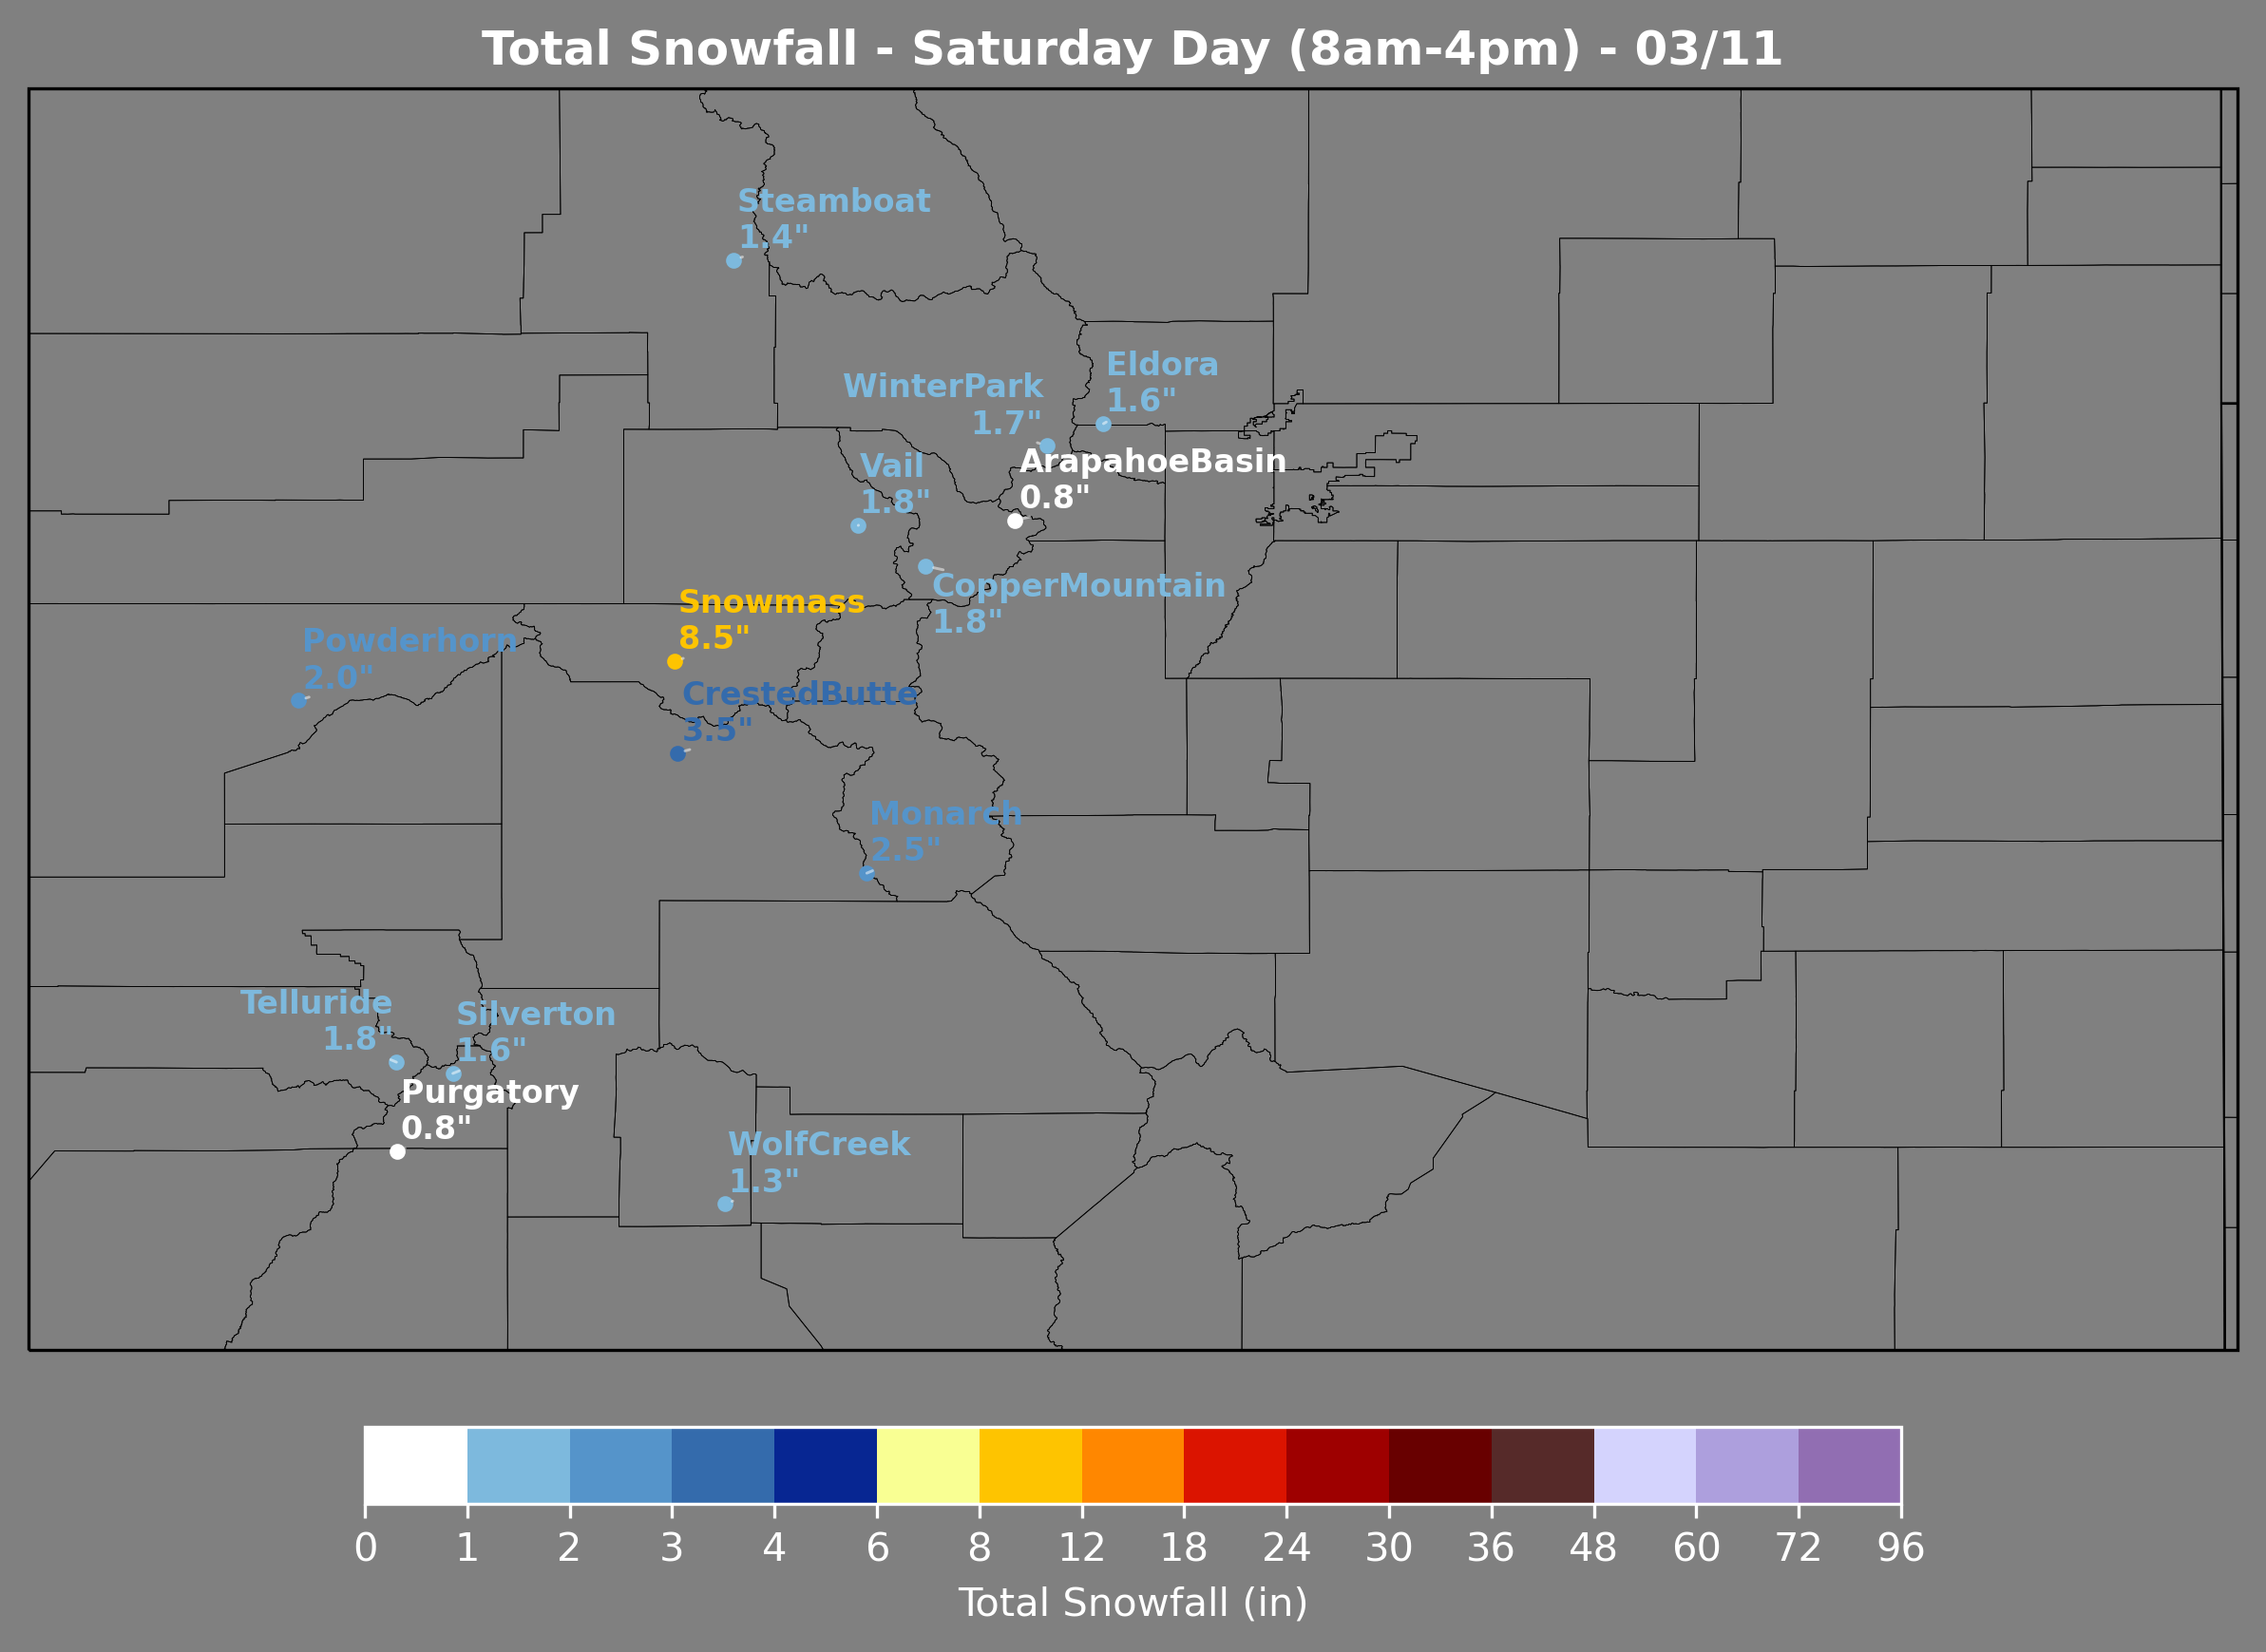 Total Snowfall - Saturday Day (8am-4pm) - 03/11
Steamboat
1.4"
Eldora
1.6"
WinterPark
1.7"
ArapahoeBasin
0.8"
Vail
1.8"
CopperMountain
1.8"
Snowmass
8.5"
Powderhorn
2.0"
CrestedButte
3.5"
Monarch
2.5"
Telluride
1.8"
Silverton
1.6"
Purgatory
0.8"
WolfCreek
1.3"
0 1 2 3 4 6 8 12 18 24 30 36 48 60 72 96
Total Snowfall (in)